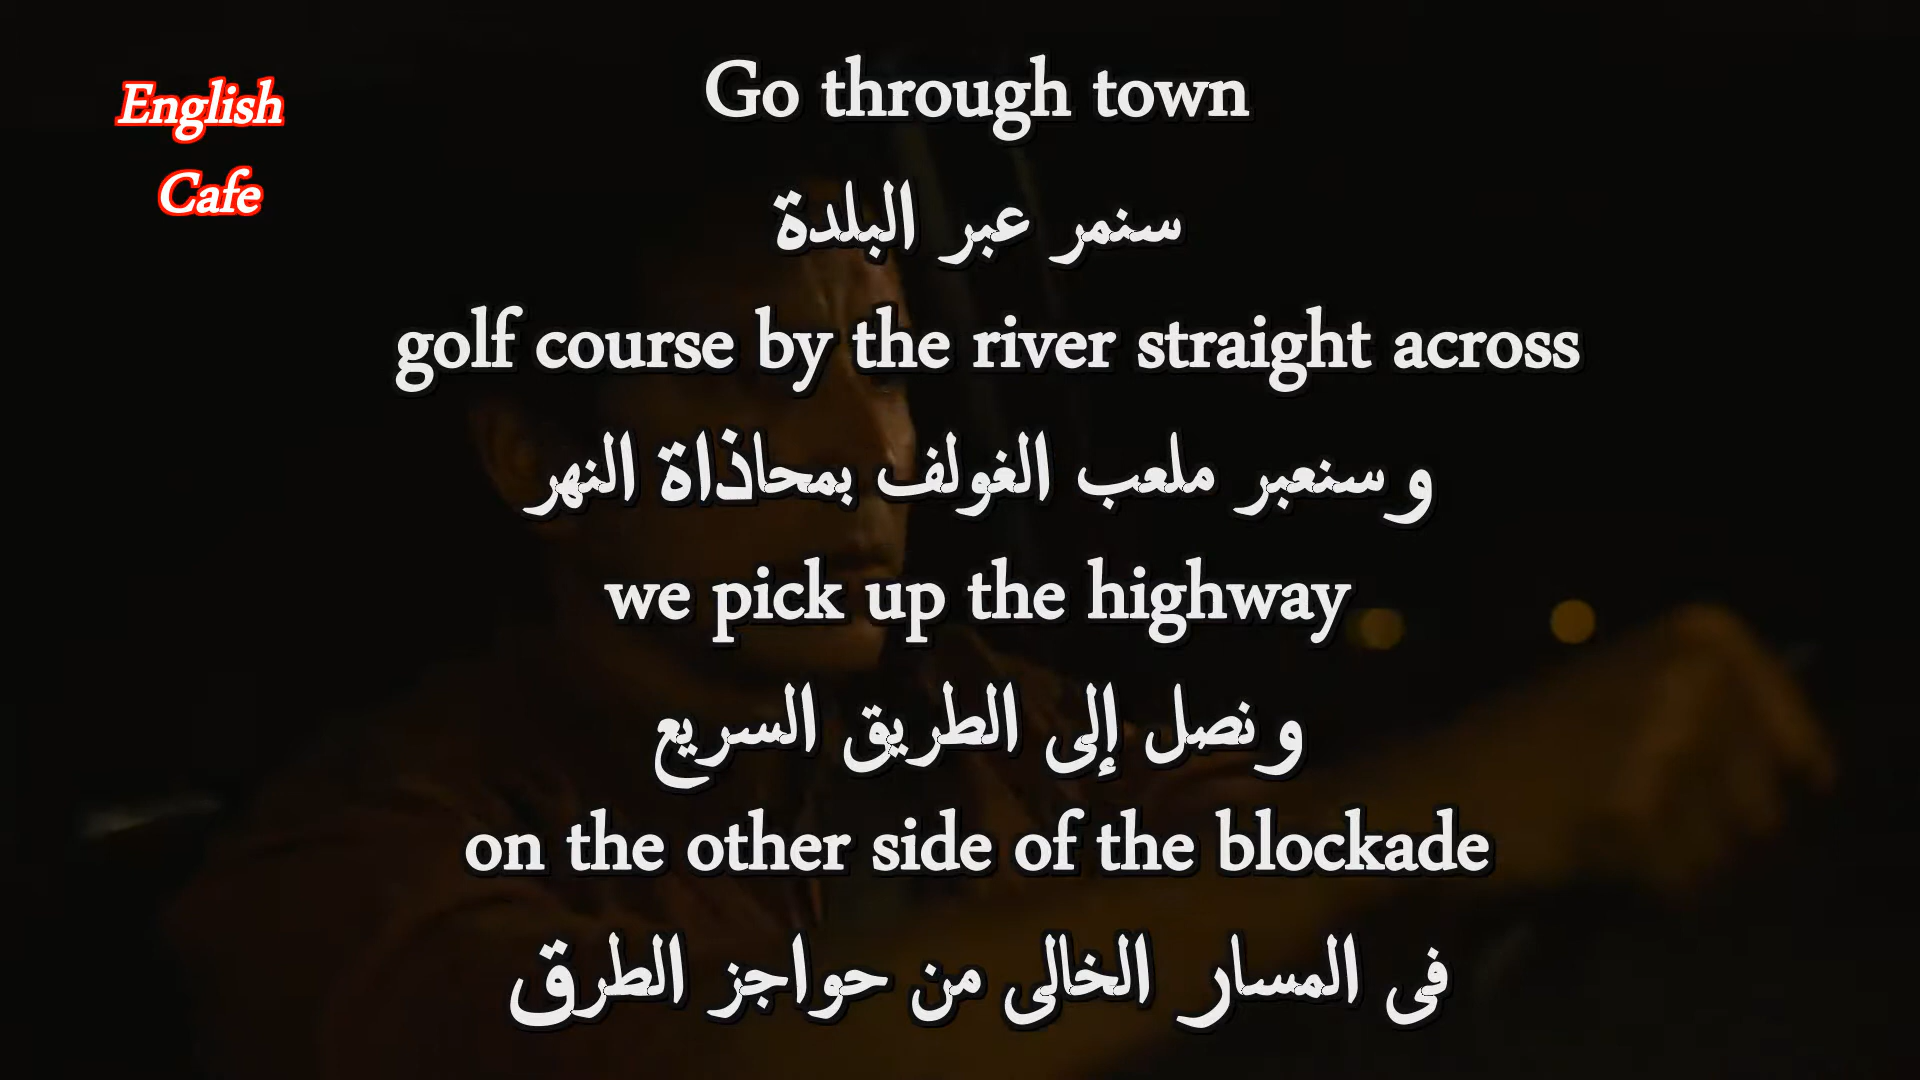 English
Cafe
Go through town
سنمر عبر البلدة
golf course by the river straight across
و سنعبر ملعب الغولف بمحاذاة النهر
we pick up the highway
و نصل إلى الطريق السريع
on the other side of the blockade
فى المسار الخالى من حواجز الطرق